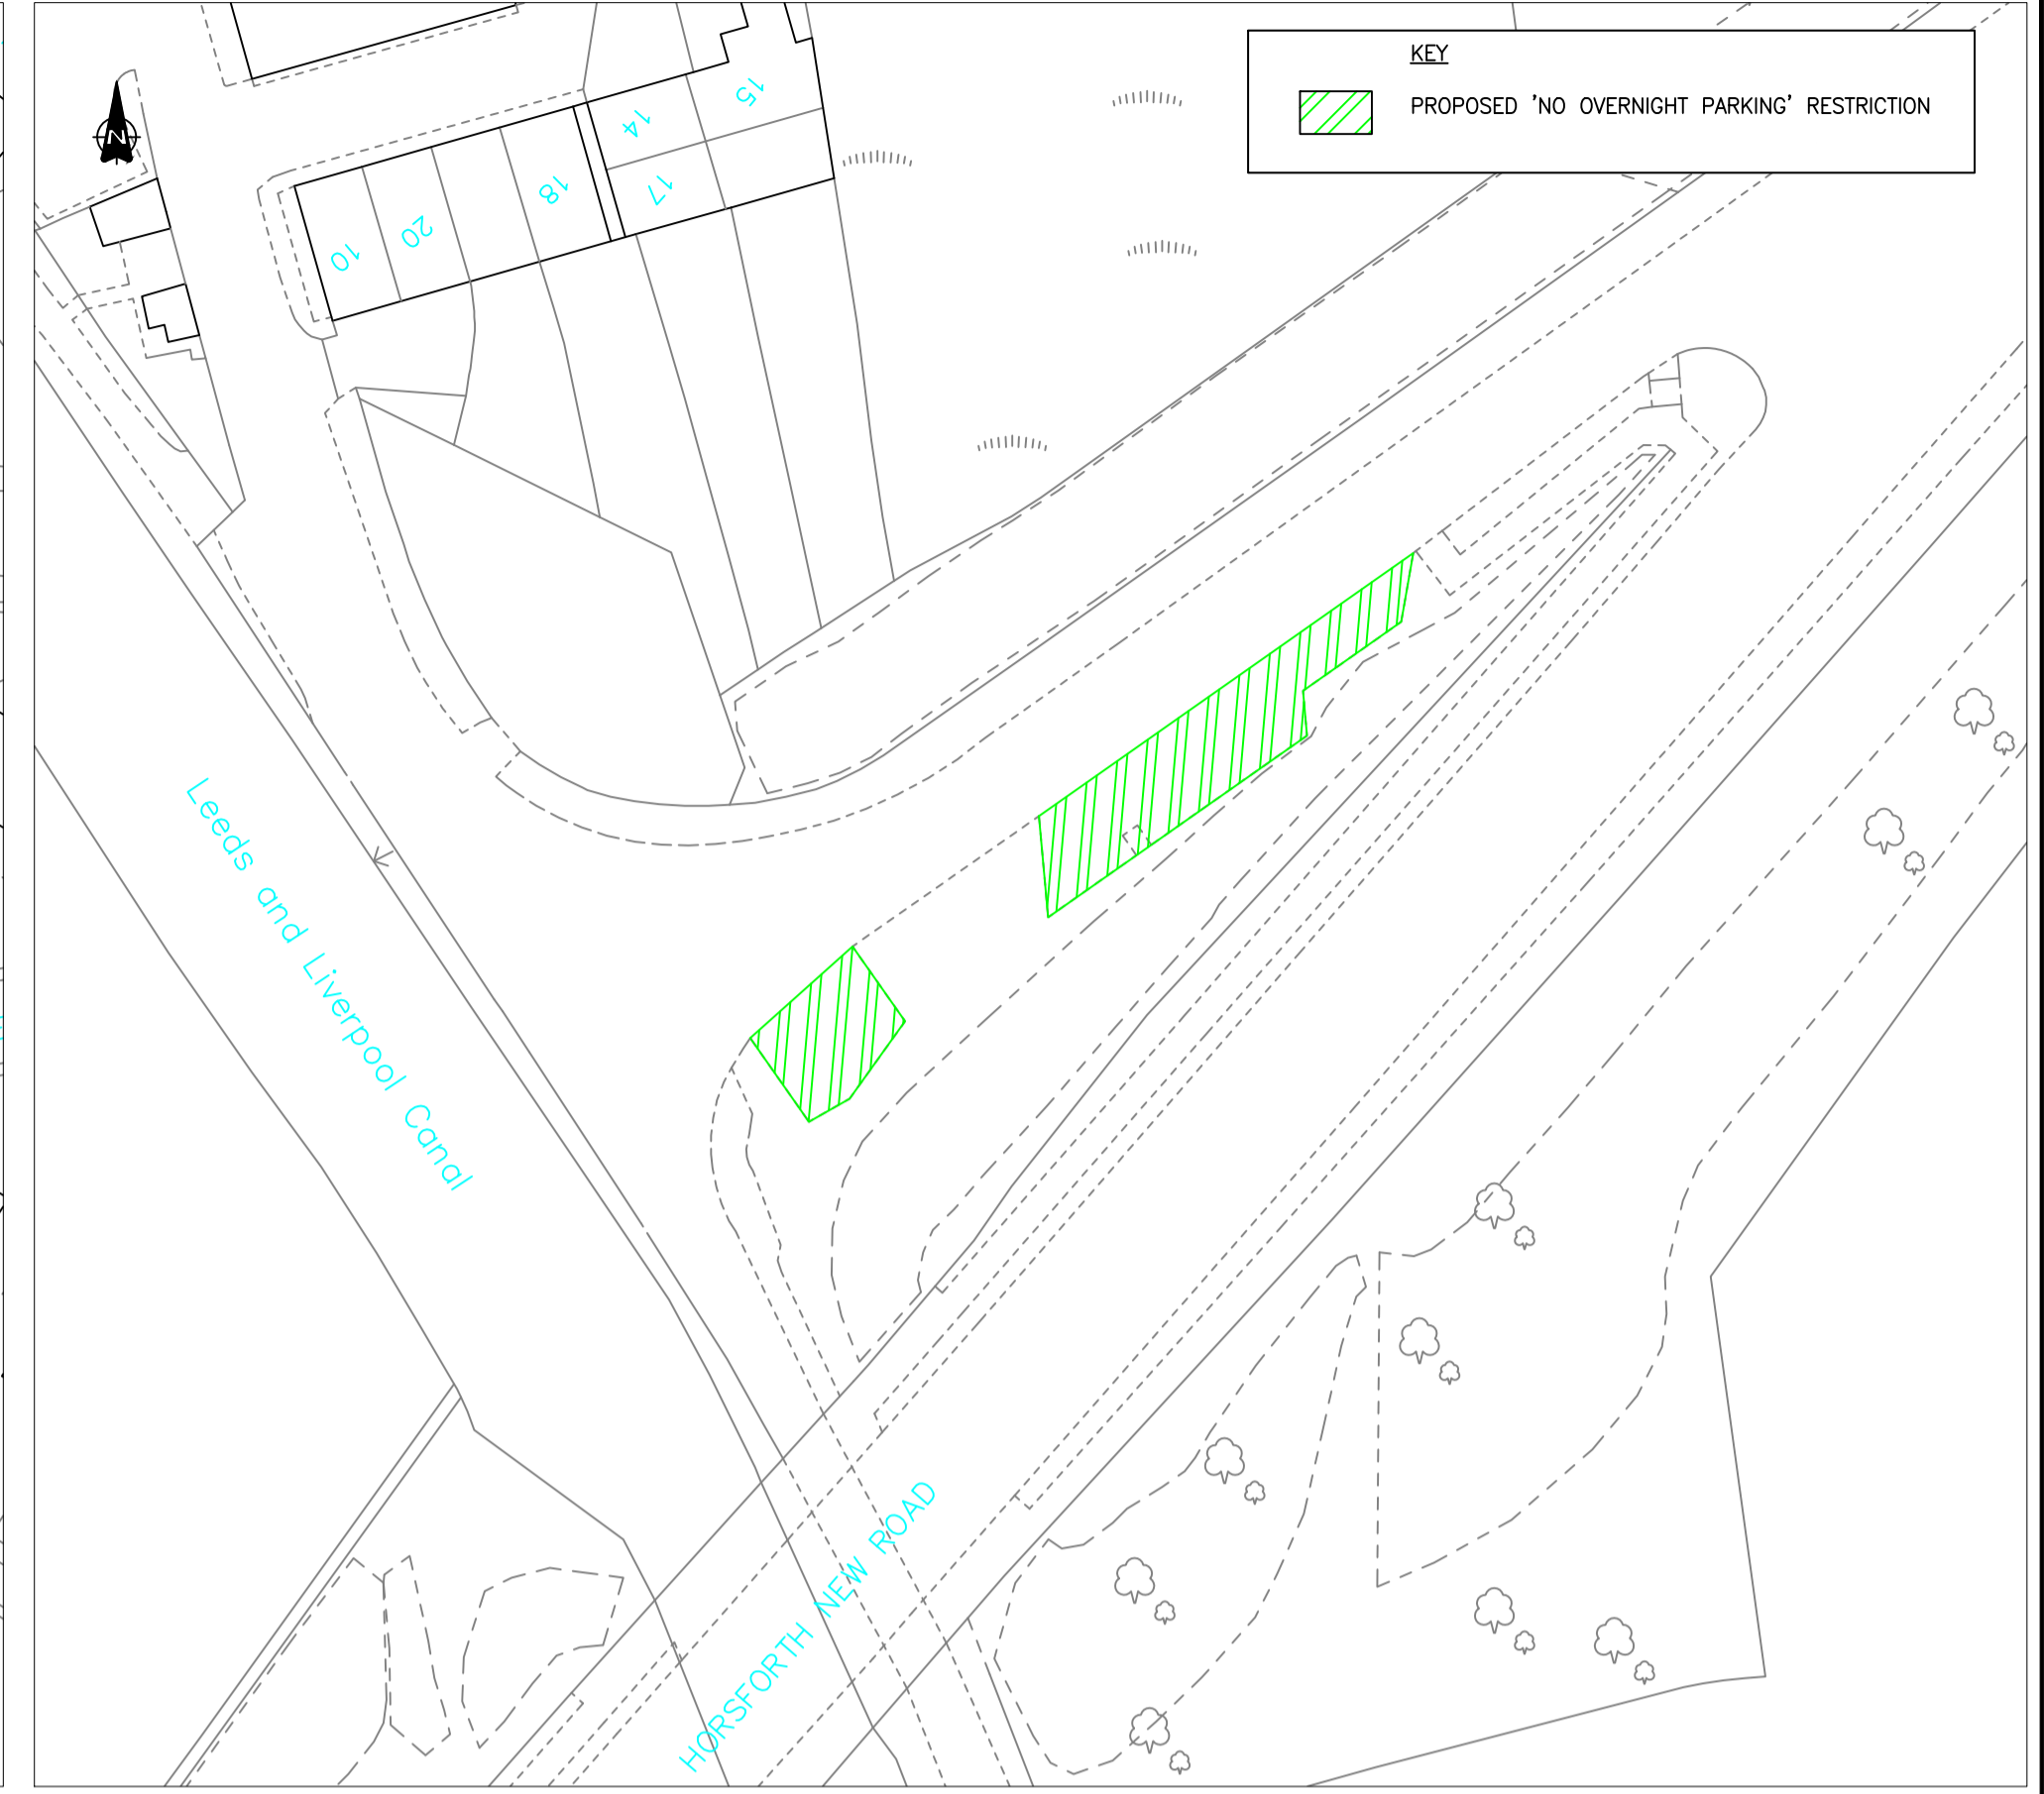 KEY
PROPOSED 'NO OVERNIGHT PARKING' RESTRICTION
N
15
14
17
18
20
10
Leeds and Liverpool Canal
HORSFORTH NEW ROAD